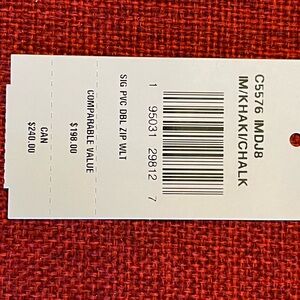 C5576 IMDJ8
IM/KHAKI/CHALK
1 95031 29812 7
SIG PVC DBL ZIP WLT
COMPARABLE VALUE
$198.00
CAN
$240.00